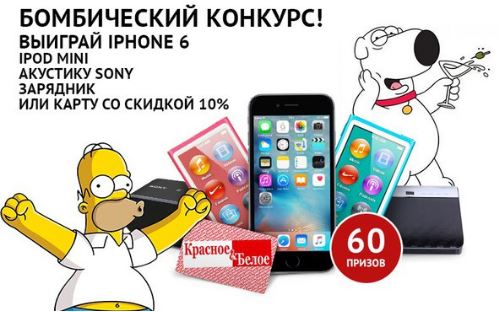 БОМБИЧЕСКИЙ КОНКУРС!
ВЫИГРАЙ IPHONE 6
IPOD MINI
АКУСТИКУ SONY
ЗАРЯДНИК
ИЛИ КАРТУ СО СКИДКОЙ 10%
SONY
Красное&Белое
60
ПРИЗОВ